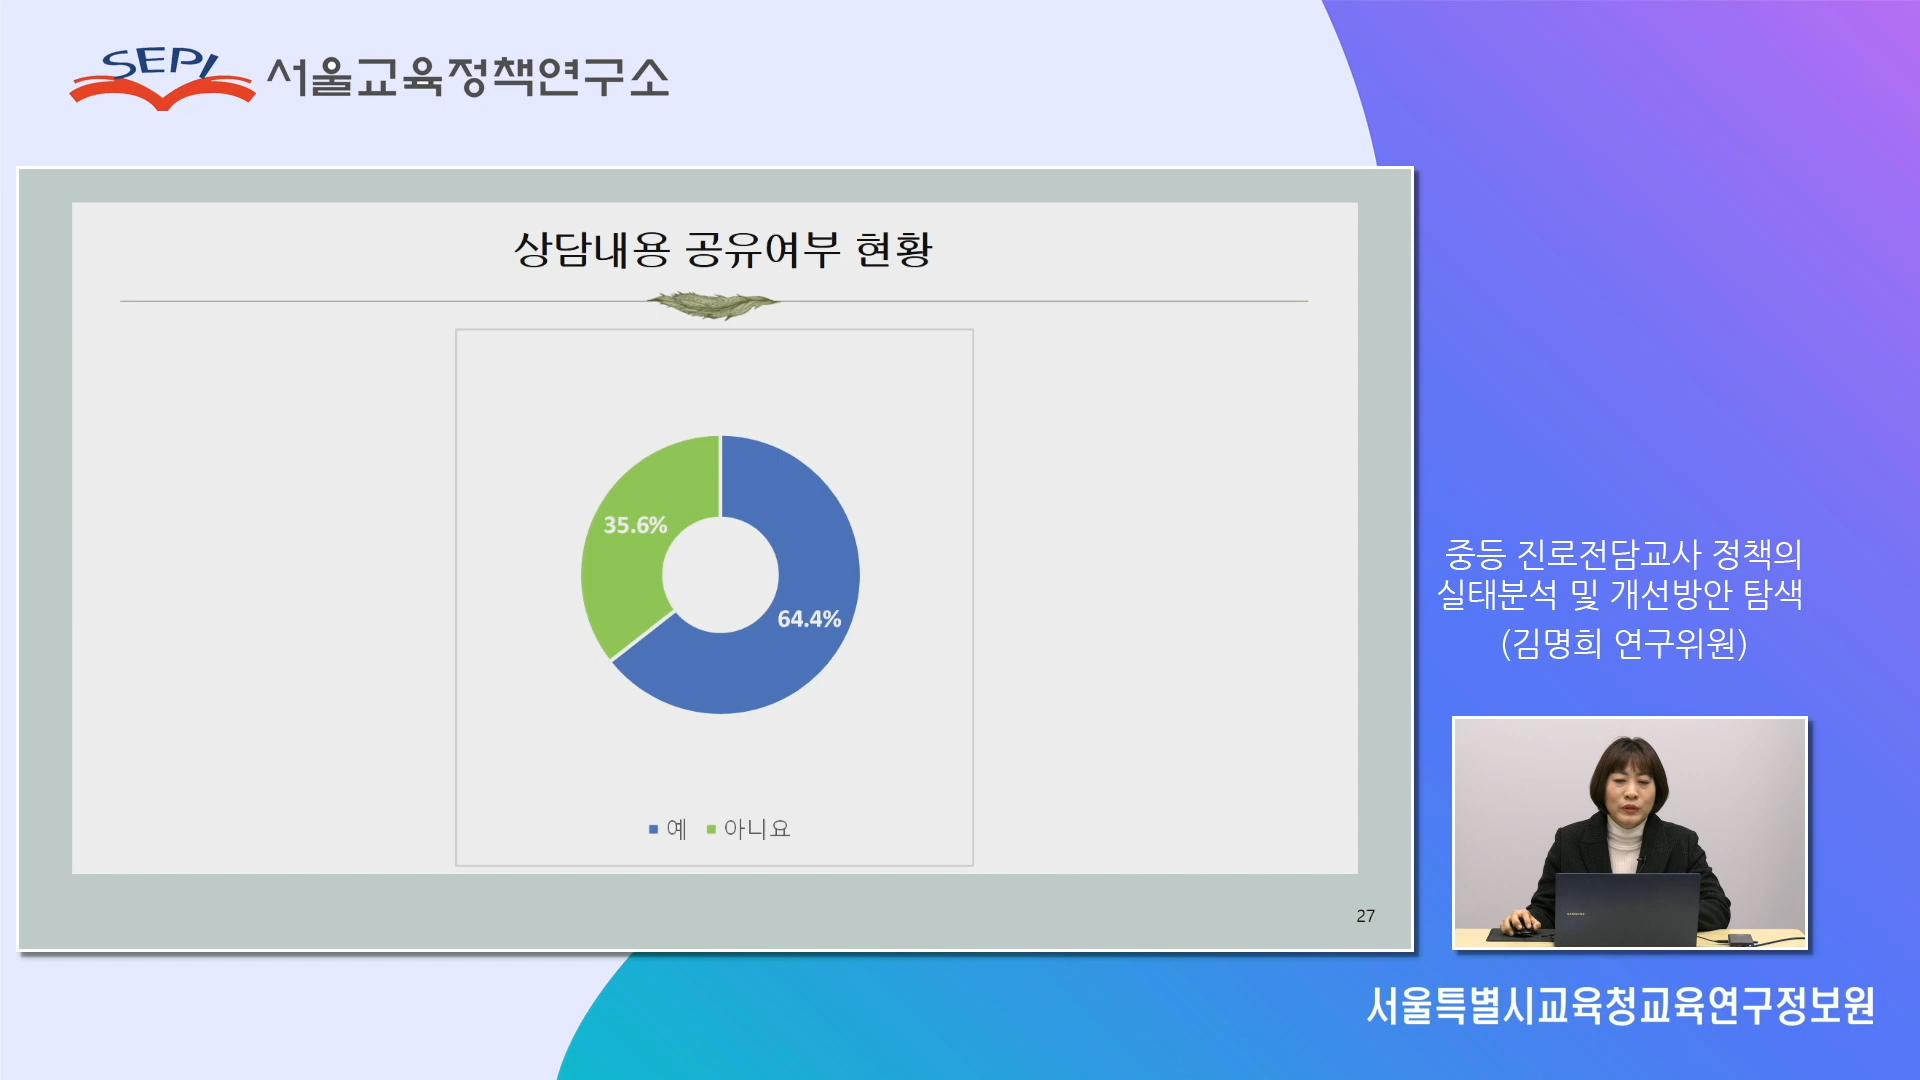 SEPI 서울교육정책연구소
상담내용 공유여부 현황
35.6%
64.4%
예 아니요
27
중등 진로전담교사 정책의
실태분석 및 개선방안 탐색
(김명희 연구위원)
SAMSUNG
서울특별시교육청교육연구정보원